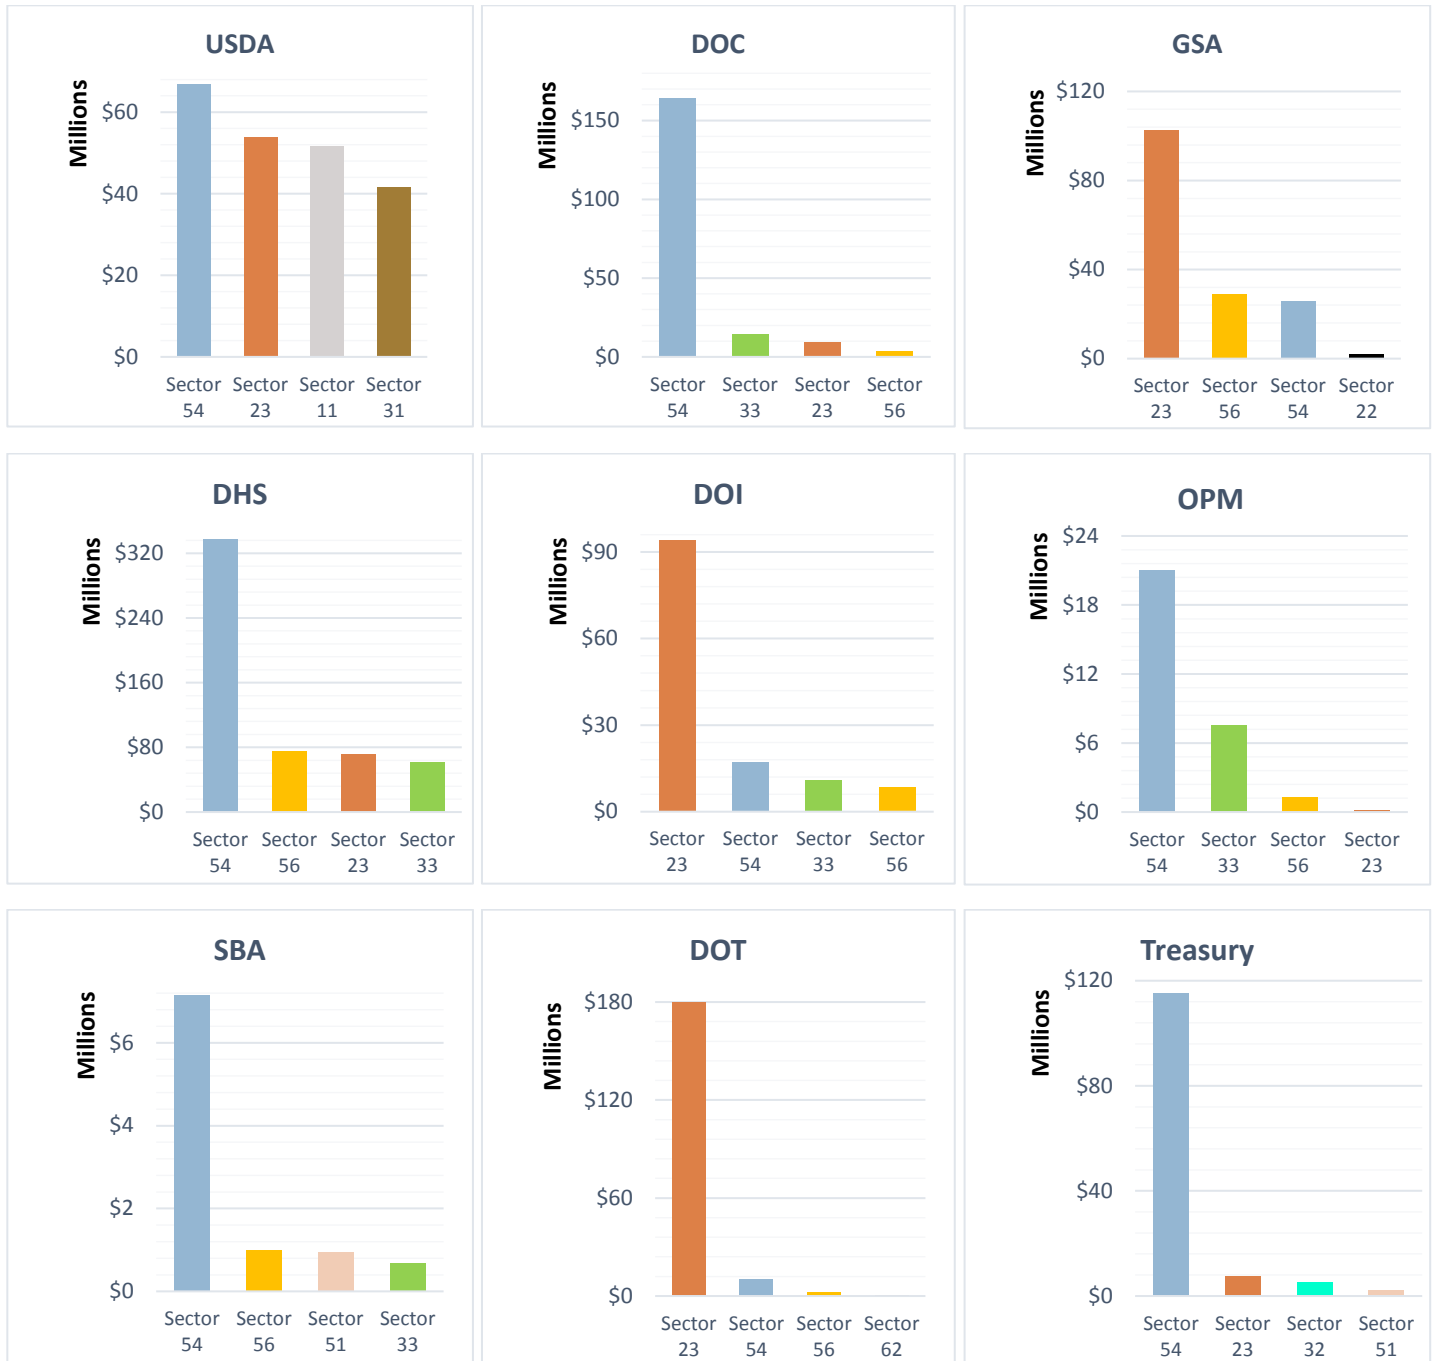 USDA
Millions
$60
$40
$20
$0
Sector Sector Sector Sector
54 23 11 31
DOC
Millions
$150
$100
$50
$0
Sector Sector Sector Sector
54 33 23 56
GSA
Millions
$120
$80
$40
$0
Sector Sector Sector Sector
23 56 54 22
DHS
Millions
$320
$240
$160
$80
$0
Sector Sector Sector Sector
54 56 23 33
DOI
Millions
$90
$60
$30
$0
Sector Sector Sector Sector
23 54 33 56
OPM
Millions
$24
$18
$12
$6
$0
Sector Sector Sector Sector
54 33 56 23
SBA
Millions
$6
$4
$2
$0
Sector Sector Sector Sector
54 56 51 33
DOT
Millions
$180
$120
$60
$0
Sector Sector Sector Sector
23 54 56 62
Treasury
Millions
$120
$80
$40
$0
Sector Sector Sector Sector
54 23 32 51